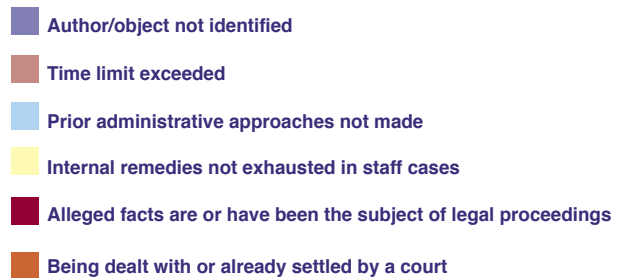 Author/object not identified
Time limit exceeded
Prior administrative approaches not made
Internal remedies not exhausted in staff cases
Alleged facts are or have been the subject of legal proceedings
Being dealt with or already settled by a court